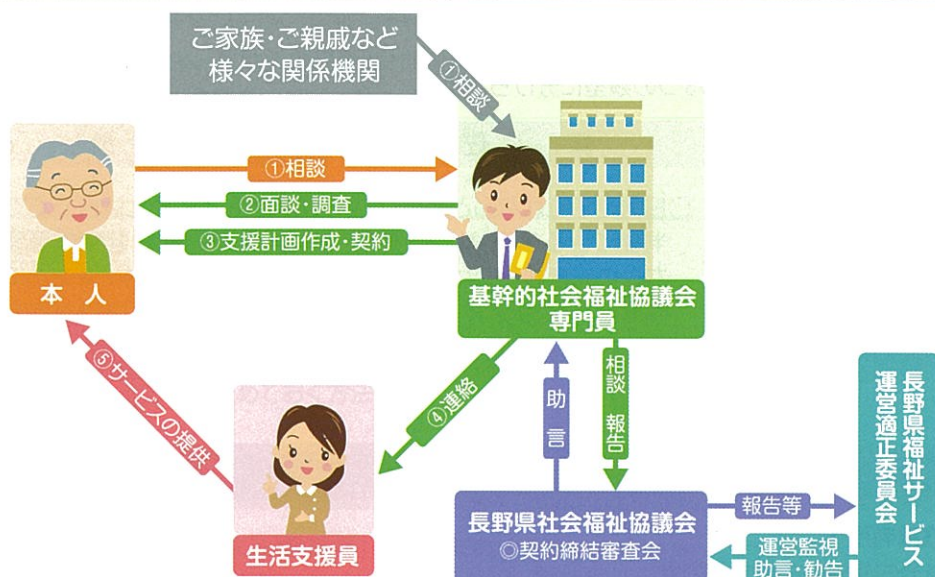 ご家族・ご親戚など
様々な関係機関
①相談
①相談
②面談・調査
③支援計画作成・契約
本人
基幹的社会福祉協議会
専門員
④連絡
相談 報告
助言
⑤サービスの提供
生活支援員
長野県社会福祉協議会
◎契約締結審査会
報告等
運営監視
助言・勧告
長野県福祉サービス
運営適正委員会